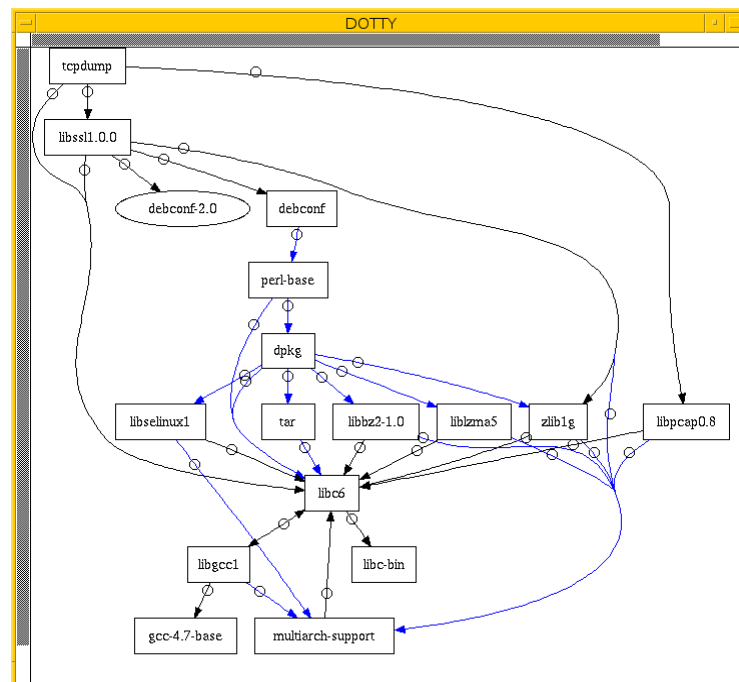 DOTTY
tcpdump
libssl1.0.0
debconf-2.0
debconf
perl-base
dpkg
libselinux1
tar
libbz2-1.0
liblzma5
zlib1g
libpcap0.8
libc6
libgcc1
libc-bin
gcc-4.7-base
multiarch-support